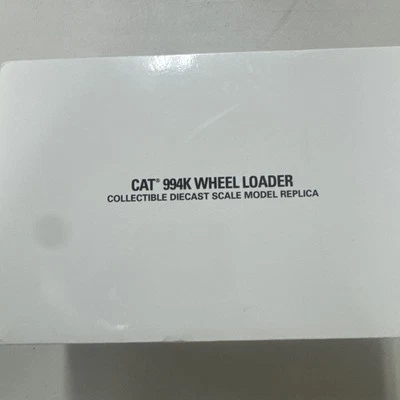 CAT® 994K WHEEL LOADER
COLLECTIBLE DIECAST SCALE MODEL REPLICA